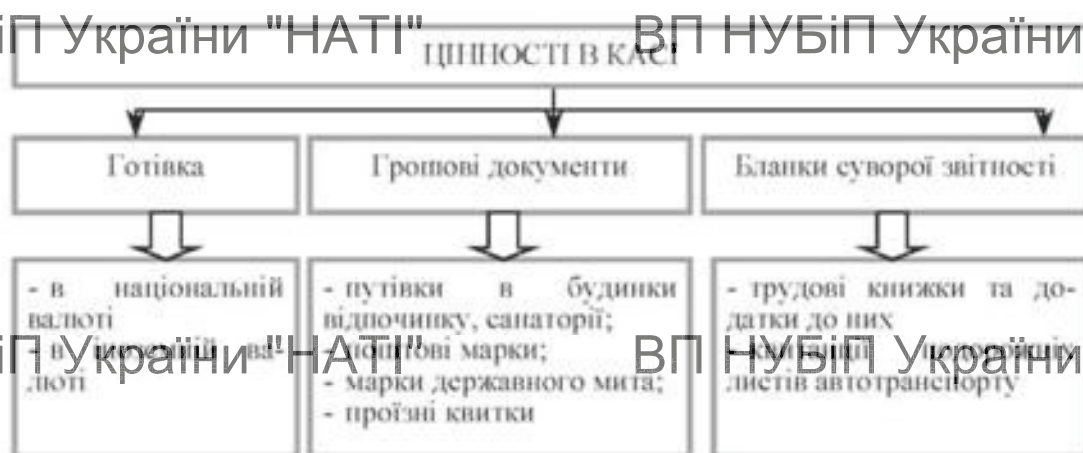 іП України "НАТІ" ВП НУБіП України
ЦІННОСТІ В КАСІ
Готівка
Грошові документи
Бланки суворої звітності
- в національній
валюті
- в іноземній ва-
люті
- путівки в будинки
відпочинку, санаторії;
- поштові марки;
- марки державного мита;
- проїзні квитки
- трудові книжки та до-
датки до них
- квитанції подорожніх
листів автотранспорту
іП України "НАТІ" ВП НУБіП України